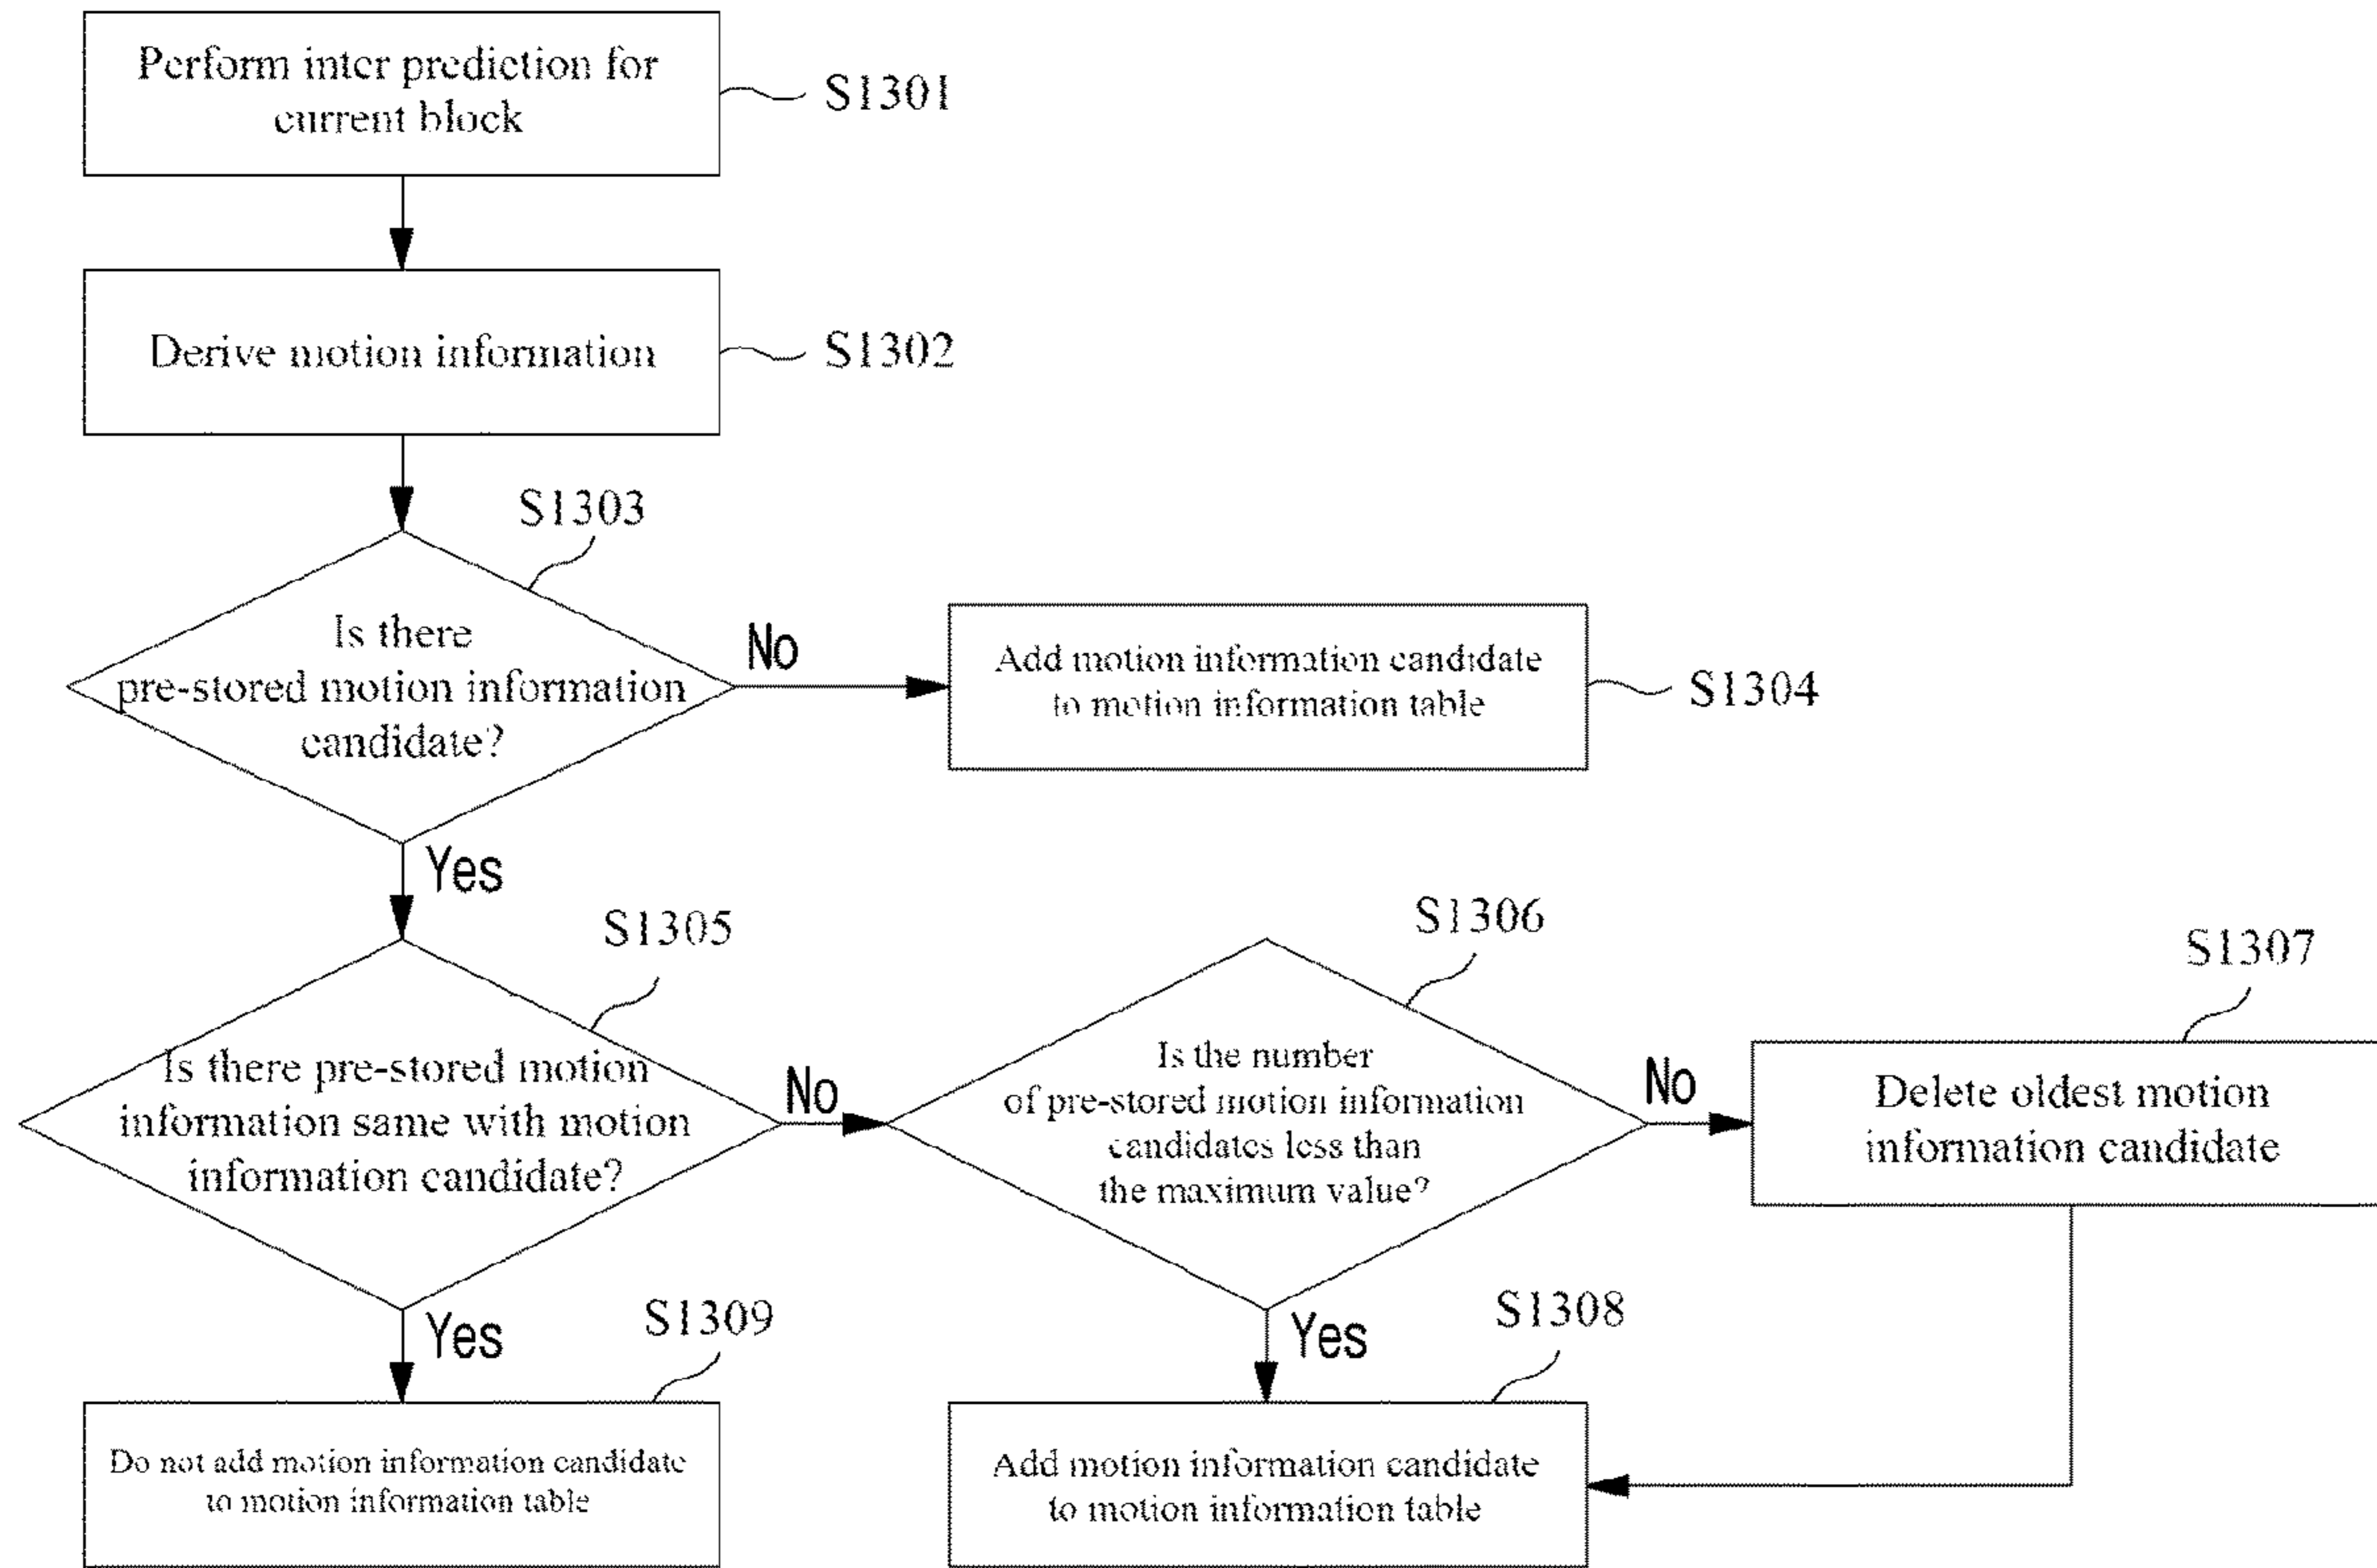 Perform inter prediction for
current block
S1301
Derive motion information
S1302
S1303
Is there
pre-stored motion information
candidate?
No
Add motion information candidate
to motion information table
S1304
Yes
S1305
Is there pre-stored motion
information same with motion
information candidate?
No
S1306
Is the number
of pre-stored motion information
candidates less than
the maximum value?
No
S1307
Delete oldest motion
information candidate
Yes
S1309
Do not add motion information candidate
to motion information table
Yes
S1308
Add motion information candidate
to motion information table